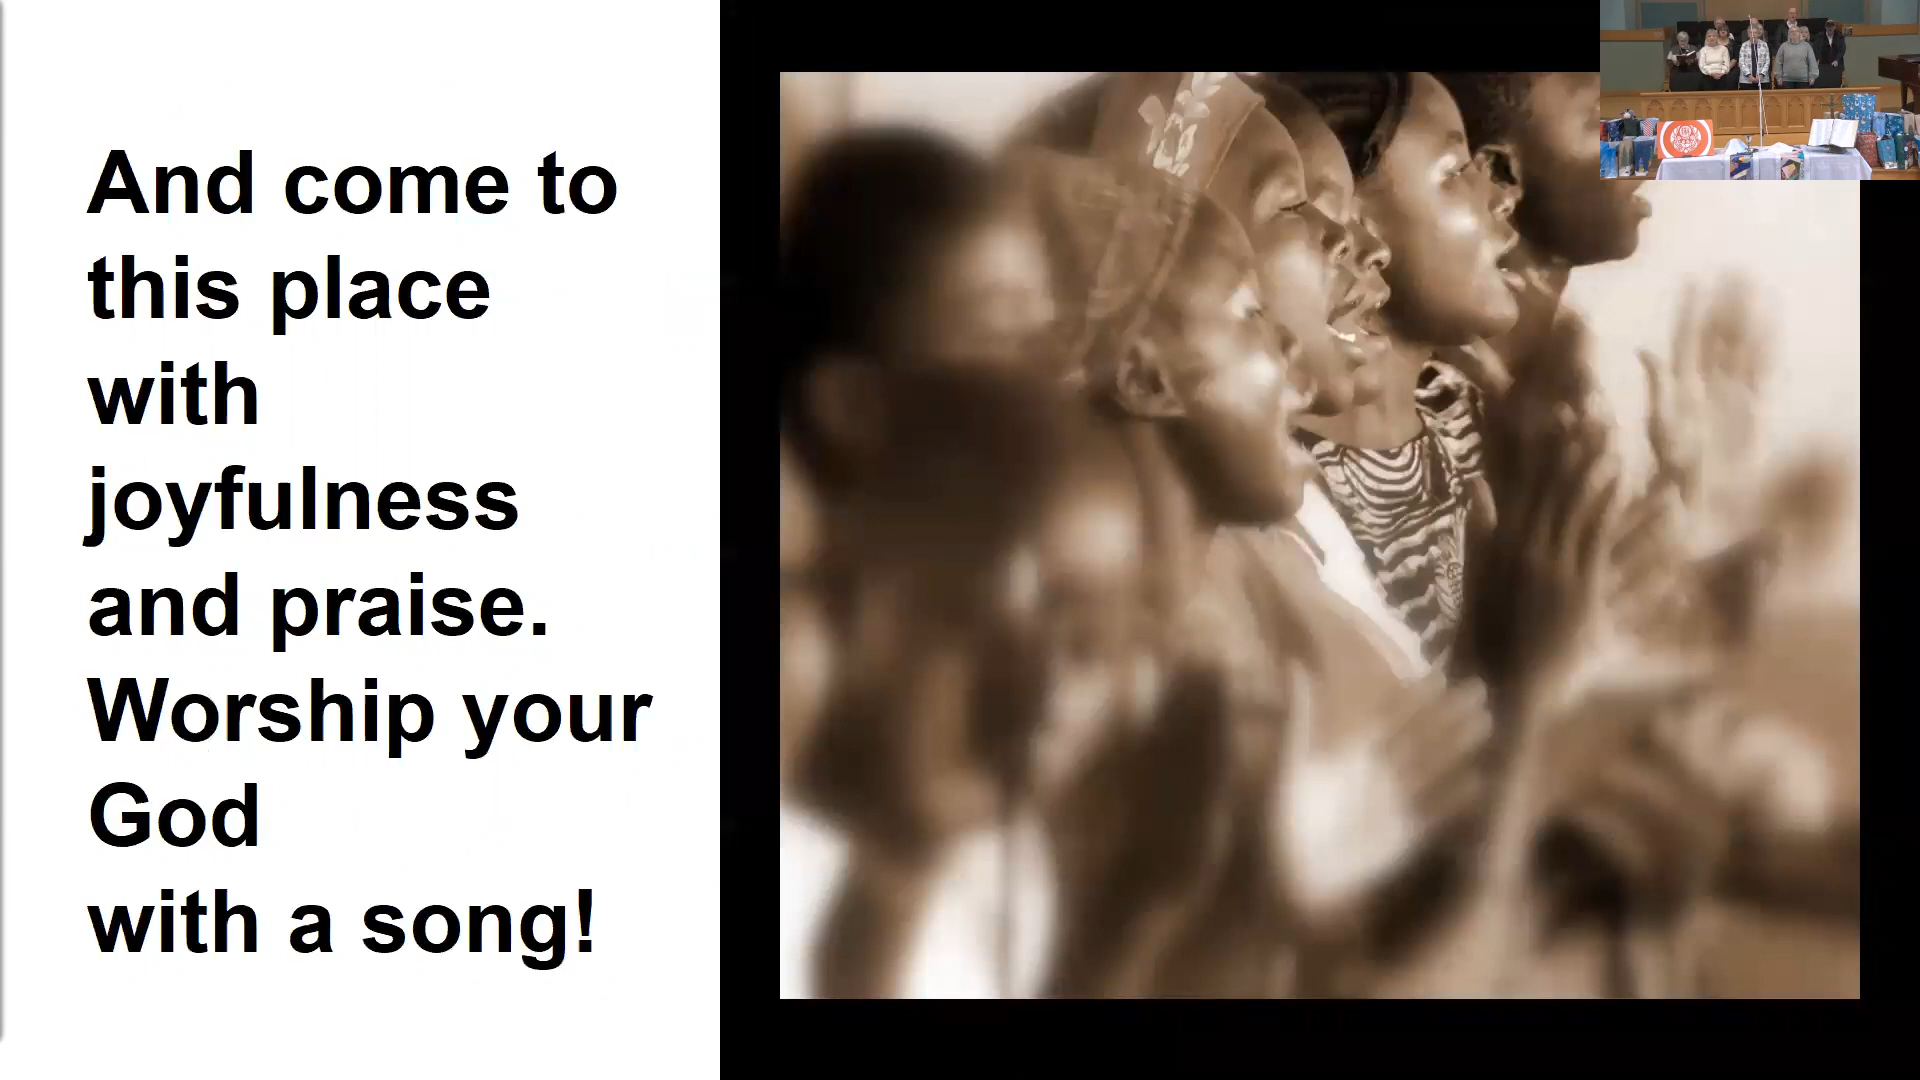 And come to
this place
with
joyfulness
and praise.
Worship your
God
with a song!